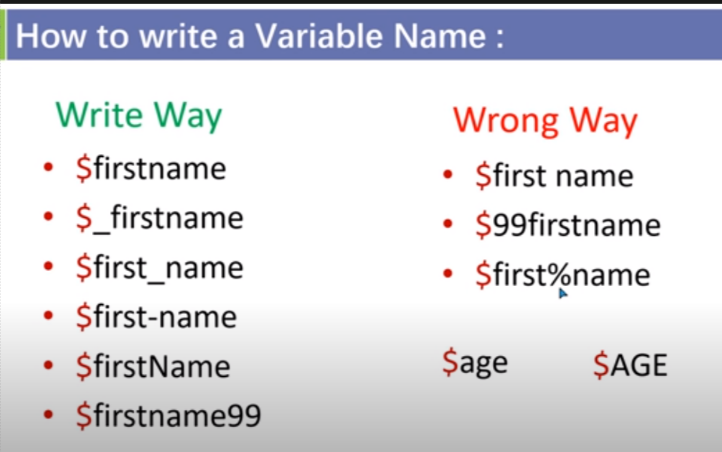 How to write a Variable Name :
Write Way
• $firstname
• $_firstname
• $first_name
• $first-name
• $firstName
• $firstname99
Wrong Way
• $first name
• $99firstname
• $first%name
$age $AGE